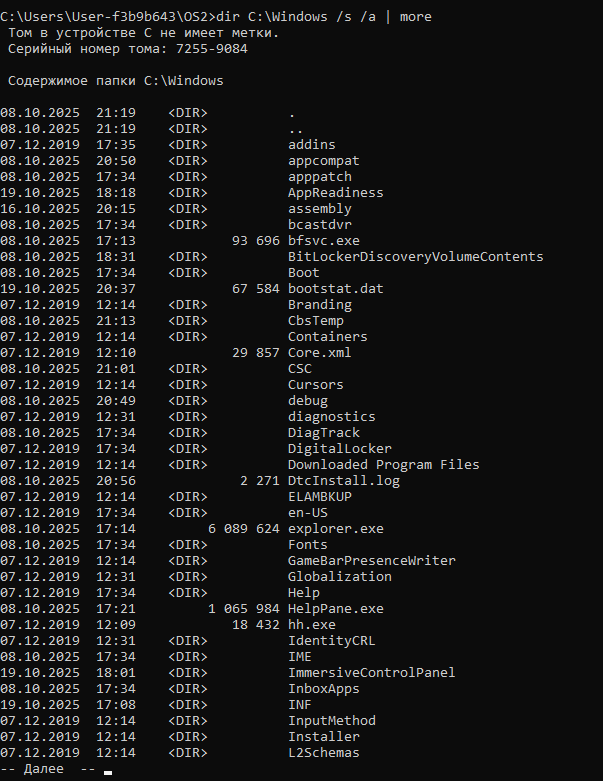 C:\Users\User-f3b9b643\OS2>dir C:\Windows /s /a | more
Том в устройстве C не имеет метки.
Серийный номер тома: 7255-9084
Содержимое папки C:\Windows
08.10.2025  21:19    <DIR>          .
08.10.2025  21:19    <DIR>          ..
07.12.2019  17:35    <DIR>          addins
08.10.2025  20:50    <DIR>          appcompat
08.10.2025  17:34    <DIR>          apppatch
19.10.2025  18:18    <DIR>          AppReadiness
16.10.2025  20:15    <DIR>          assembly
08.10.2025  17:34    <DIR>          bcastdvr
08.10.2025  17:13            93 696 bfsvc.exe
08.10.2025  18:31    <DIR>          BitLockerDiscoveryVolumeContents
08.10.2025  17:34    <DIR>          Boot
19.10.2025  20:37            67 584 bootstat.dat
07.12.2019  12:14    <DIR>          Branding
08.10.2025  21:13    <DIR>          CbsTemp
07.12.2019  12:14    <DIR>          Containers
07.12.2019  12:10            29 857 Core.xml
08.10.2025  21:01    <DIR>          CSC
07.12.2019  12:14    <DIR>          Cursors
08.10.2025  20:49    <DIR>          debug
07.12.2019  12:31    <DIR>          diagnostics
08.10.2025  17:34    <DIR>          DiagTrack
07.12.2019  17:34    <DIR>          DigitalLocker
07.12.2019  12:14    <DIR>          Downloaded Program Files
08.10.2025  20:56             2 271 DtcInstall.log
07.12.2019  12:14    <DIR>          ELAMBKUP
07.12.2019  17:34    <DIR>          en-US
08.10.2025  17:14         6 089 624 explorer.exe
08.10.2025  17:34    <DIR>          Fonts
07.12.2019  12:14    <DIR>          GameBarPresenceWriter
07.12.2019  12:31    <DIR>          Globalization
07.12.2019  17:34    <DIR>          Help
08.10.2025  17:21         1 065 984 HelpPane.exe
07.12.2019  12:09            18 432 hh.exe
07.12.2019  12:31    <DIR>          IdentityCRL
08.10.2025  17:34    <DIR>          IME
19.10.2025  18:01    <DIR>          ImmersiveControlPanel
08.10.2025  17:34    <DIR>          InboxApps
19.10.2025  17:08    <DIR>          INF
07.12.2019  12:14    <DIR>          InputMethod
07.12.2019  12:14    <DIR>          Installer
07.12.2019  12:14    <DIR>          L2Schemas
-- Далее  --